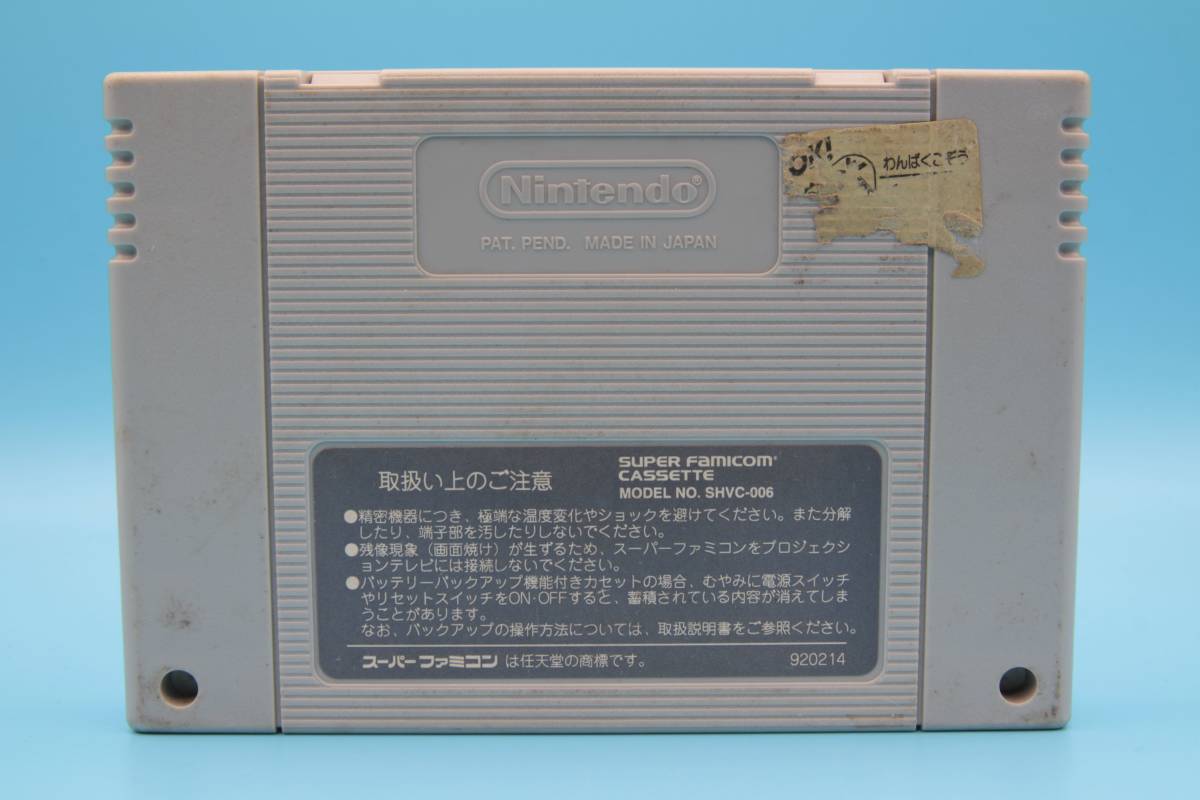 Nintendo®
PAT. PEND. MADE IN JAPAN
OKI
わんぱくこぞう
取扱い上のご注意
SUPER FAMICOM
CASSETTE
MODEL NO. SHVC-006
●精密機器につき、極端な温度変化やショックを避けてください。また分解
したり、端子部を汚したりしないでください。
●残像現象（画面焼け）が生ずるため、スーパーファミコンをプロジェクシ
ョンテレビには接続しないでください。
●バッテリーバックアップ機能付きカセットの場合、むやみに電源スイッチ
やリセットスイッチをON·OFFすると、蓄積されている内容が消えてしま
うことがあります。
なお、バックアップの操作方法については、取扱説明書をご参照ください。
スーパーファミコン は任天堂の商標です。
920214